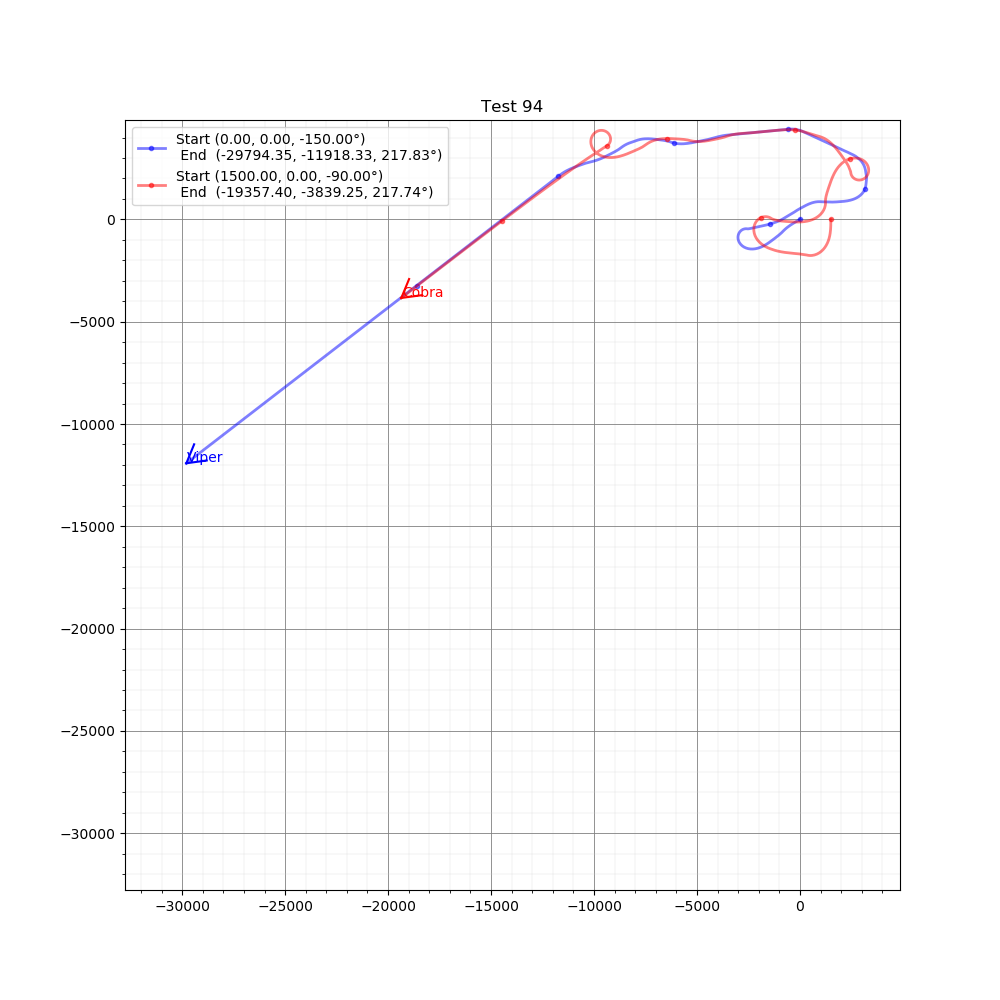 Test 94
Start (0.00, 0.00, -150.00°)
End (-29794.35, -11918.33, 217.83°)
Start (1500.00, 0.00, -90.00°)
End (-19357.40, -3839.25, 217.74°)
0
−5000
−10000
−15000
−20000
−25000
−30000
Cobra
Viper
−30000 −25000 −20000 −15000 −10000 −5000 0